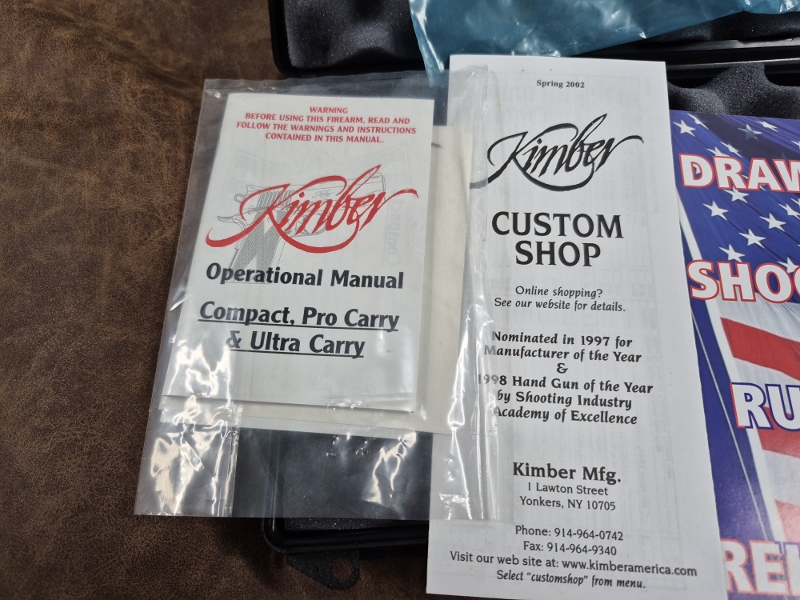 WARNING
BEFORE USING THIS FIREARM, READ AND
FOLLOW THE WARNINGS AND INSTRUCTIONS
CONTAINED IN THIS MANUAL.
Kimber
Operational Manual
Compact, Pro Carry
& Ultra Carry
Spring 2002
Kimber
CUSTOM
SHOP
Online shopping?
See our website for details.
Nominated in 1997 for
Manufacturer of the Year
&
1998 Hand Gun of the Year
by Shooting Industry
Academy of Excellence
Kimber Mfg.
1 Lawton Street
Yonkers, NY 10705
Phone: 914-964-0742
Fax: 914-964-9340
Visit our web site at: www.kimberamerica.com
Select "customshop" from menu.
DRAW
SHOO
RU